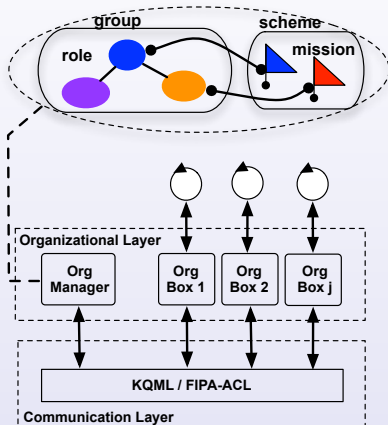 group
scheme
role
mission
Organizational Layer
Org
Manager
Org
Box 1
Org
Box 2
Org
Box j
KQML / FIPA-ACL
Communication Layer